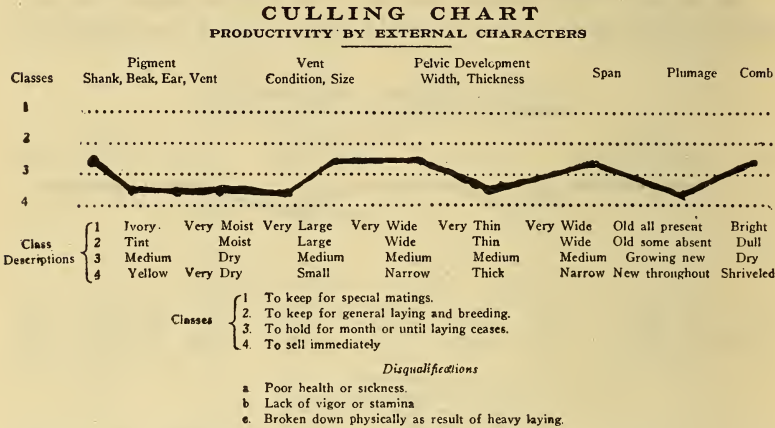 CULLING CHART
PRODUCTIVITY BY EXTERNAL CHARACTERS
Pigment Vent Pelvic Development
Classes Shank, Beak, Ear, Vent Condition, Size Width, Thickness Span Plumage Comb
1
2
3
4
1 Ivory. Very Moist Very Large Very Wide Very Thin Very Wide Old all present Bright
Class 2 Tint Moist Large Wide Thin Wide Old some absent Dull
Descriptions 3 Medium Dry Medium Medium Medium Medium Growing new Dry
4 Yellow Very Dry Small Narrow Thick Narrow New throughout Shriveled
1 To keep for special matings.
2. To keep for general laying and breeding.
Classes
3. To hold for month or until laying ceases.
4. To sell immediately
Disqualifications
a Poor health or sickness.
b Lack of vigor or stamina
c. Broken down physically as result of heavy laying.